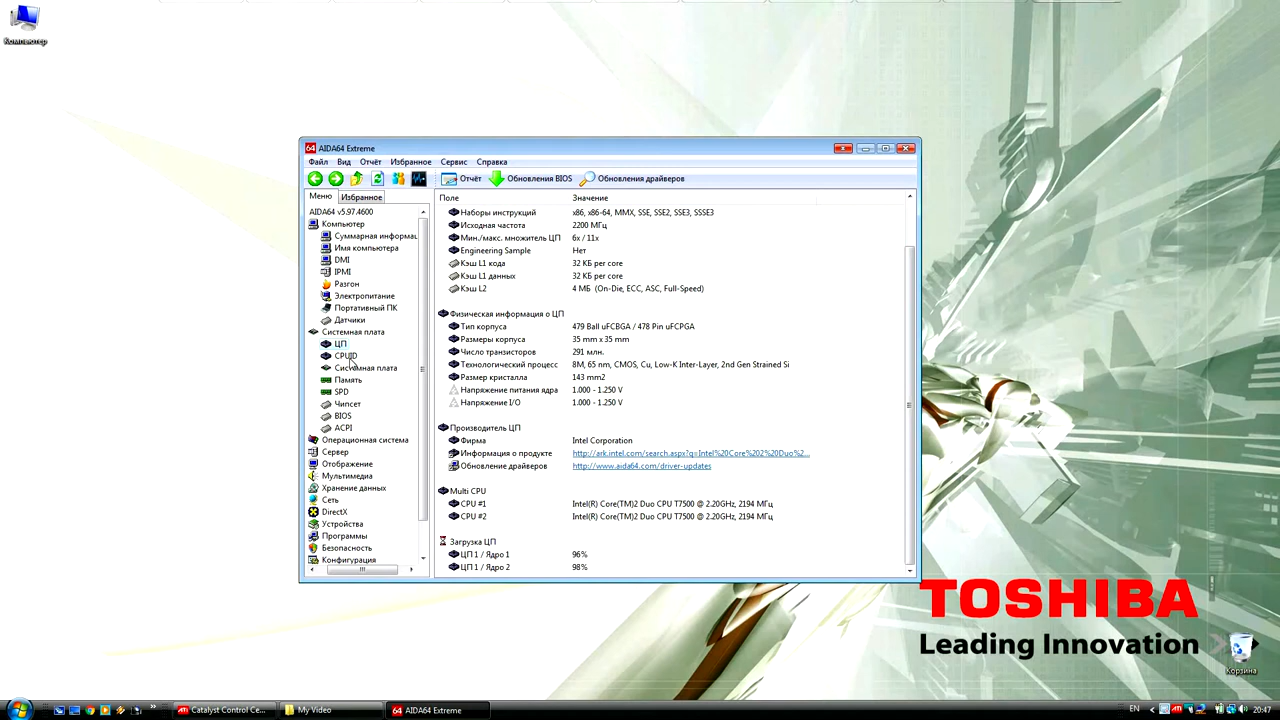 Компьютер
64 AIDA64 Extreme
Файл Вид Отчёт Избранное Сервис Справка
Отчёт Обновления BIOS Обновления драйверов
Меню Избранное
AIDA64 v5.97.4600
Компьютер
Суммарная информац
Имя компьютера
DMI
IPMI
Разгон
Электропитание
Портативный ПК
Датчики
Системная плата
ЦП
CPUID
Системная плата
Память
SPD
Чипсет
BIOS
ACPI
Операционная система
Сервер
Отображение
Мультимедиа
Хранение данных
Сеть
DirectX
Устройства
Программы
Безопасность
Конфигурация
Поле Значение
Наборы инструкций x86, x86-64, MMX, SSE, SSE2, SSE3, SSSE3
Исходная частота 2200 МГц
Мин./макс. множитель ЦП 6x / 11x
Engineering Sample Нет
Кэш L1 кода 32 КБ per core
Кэш L1 данных 32 КБ per core
Кэш L2 4 МБ (On-Die, ECC, ASC, Full-Speed)
Физическая информация о ЦП
Тип корпуса 479 Ball uFCBGA / 478 Pin uFCPGA
Размеры корпуса 35 mm x 35 mm
Число транзисторов 291 млн.
Технологический процесс 8M, 65 nm, CMOS, Cu, Low-K Inter-Layer, 2nd Gen Strained Si
Размер кристалла 143 mm2
Напряжение питания ядра 1.000 - 1.250 V
Напряжение I/O 1.000 - 1.250 V
Производитель ЦП
Фирма Intel Corporation
Информация о продукте http://ark.intel.com/search.aspx?q=Intel%20Core%202%20Duo%2...
Обновление драйверов http://www.aida64.com/driver-updates
Multi CPU
CPU #1 Intel(R) Core(TM)2 Duo CPU T7500 @ 2.20GHz, 2194 МГц
CPU #2 Intel(R) Core(TM)2 Duo CPU T7500 @ 2.20GHz, 2194 МГц
Загрузка ЦП
ЦП 1 / Ядро 1 96%
ЦП 1 / Ядро 2 98%
TOSHIBA
Leading Innovation
Корзина
Catalyst Control Ce... My Video 64 AIDA64 Extreme EN 20:47